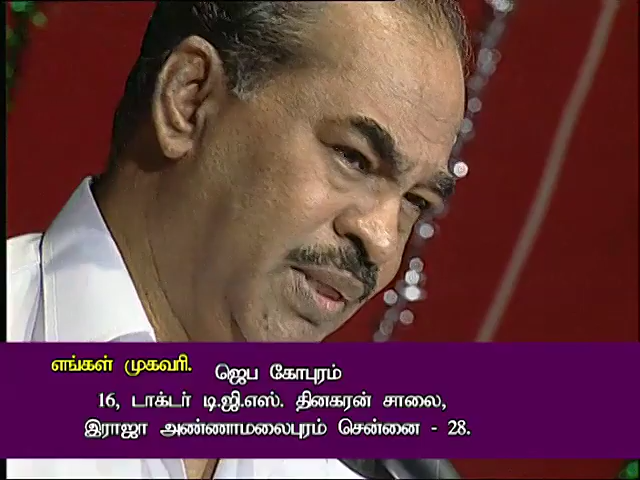 எங்கள் முகவரி.
ஜெப கோபுரம்
16, டாக்டர் டி.ஜி.எஸ். தினகரன் சாலை,
இராஜா அண்ணாமலைபுரம் சென்னை - 28.